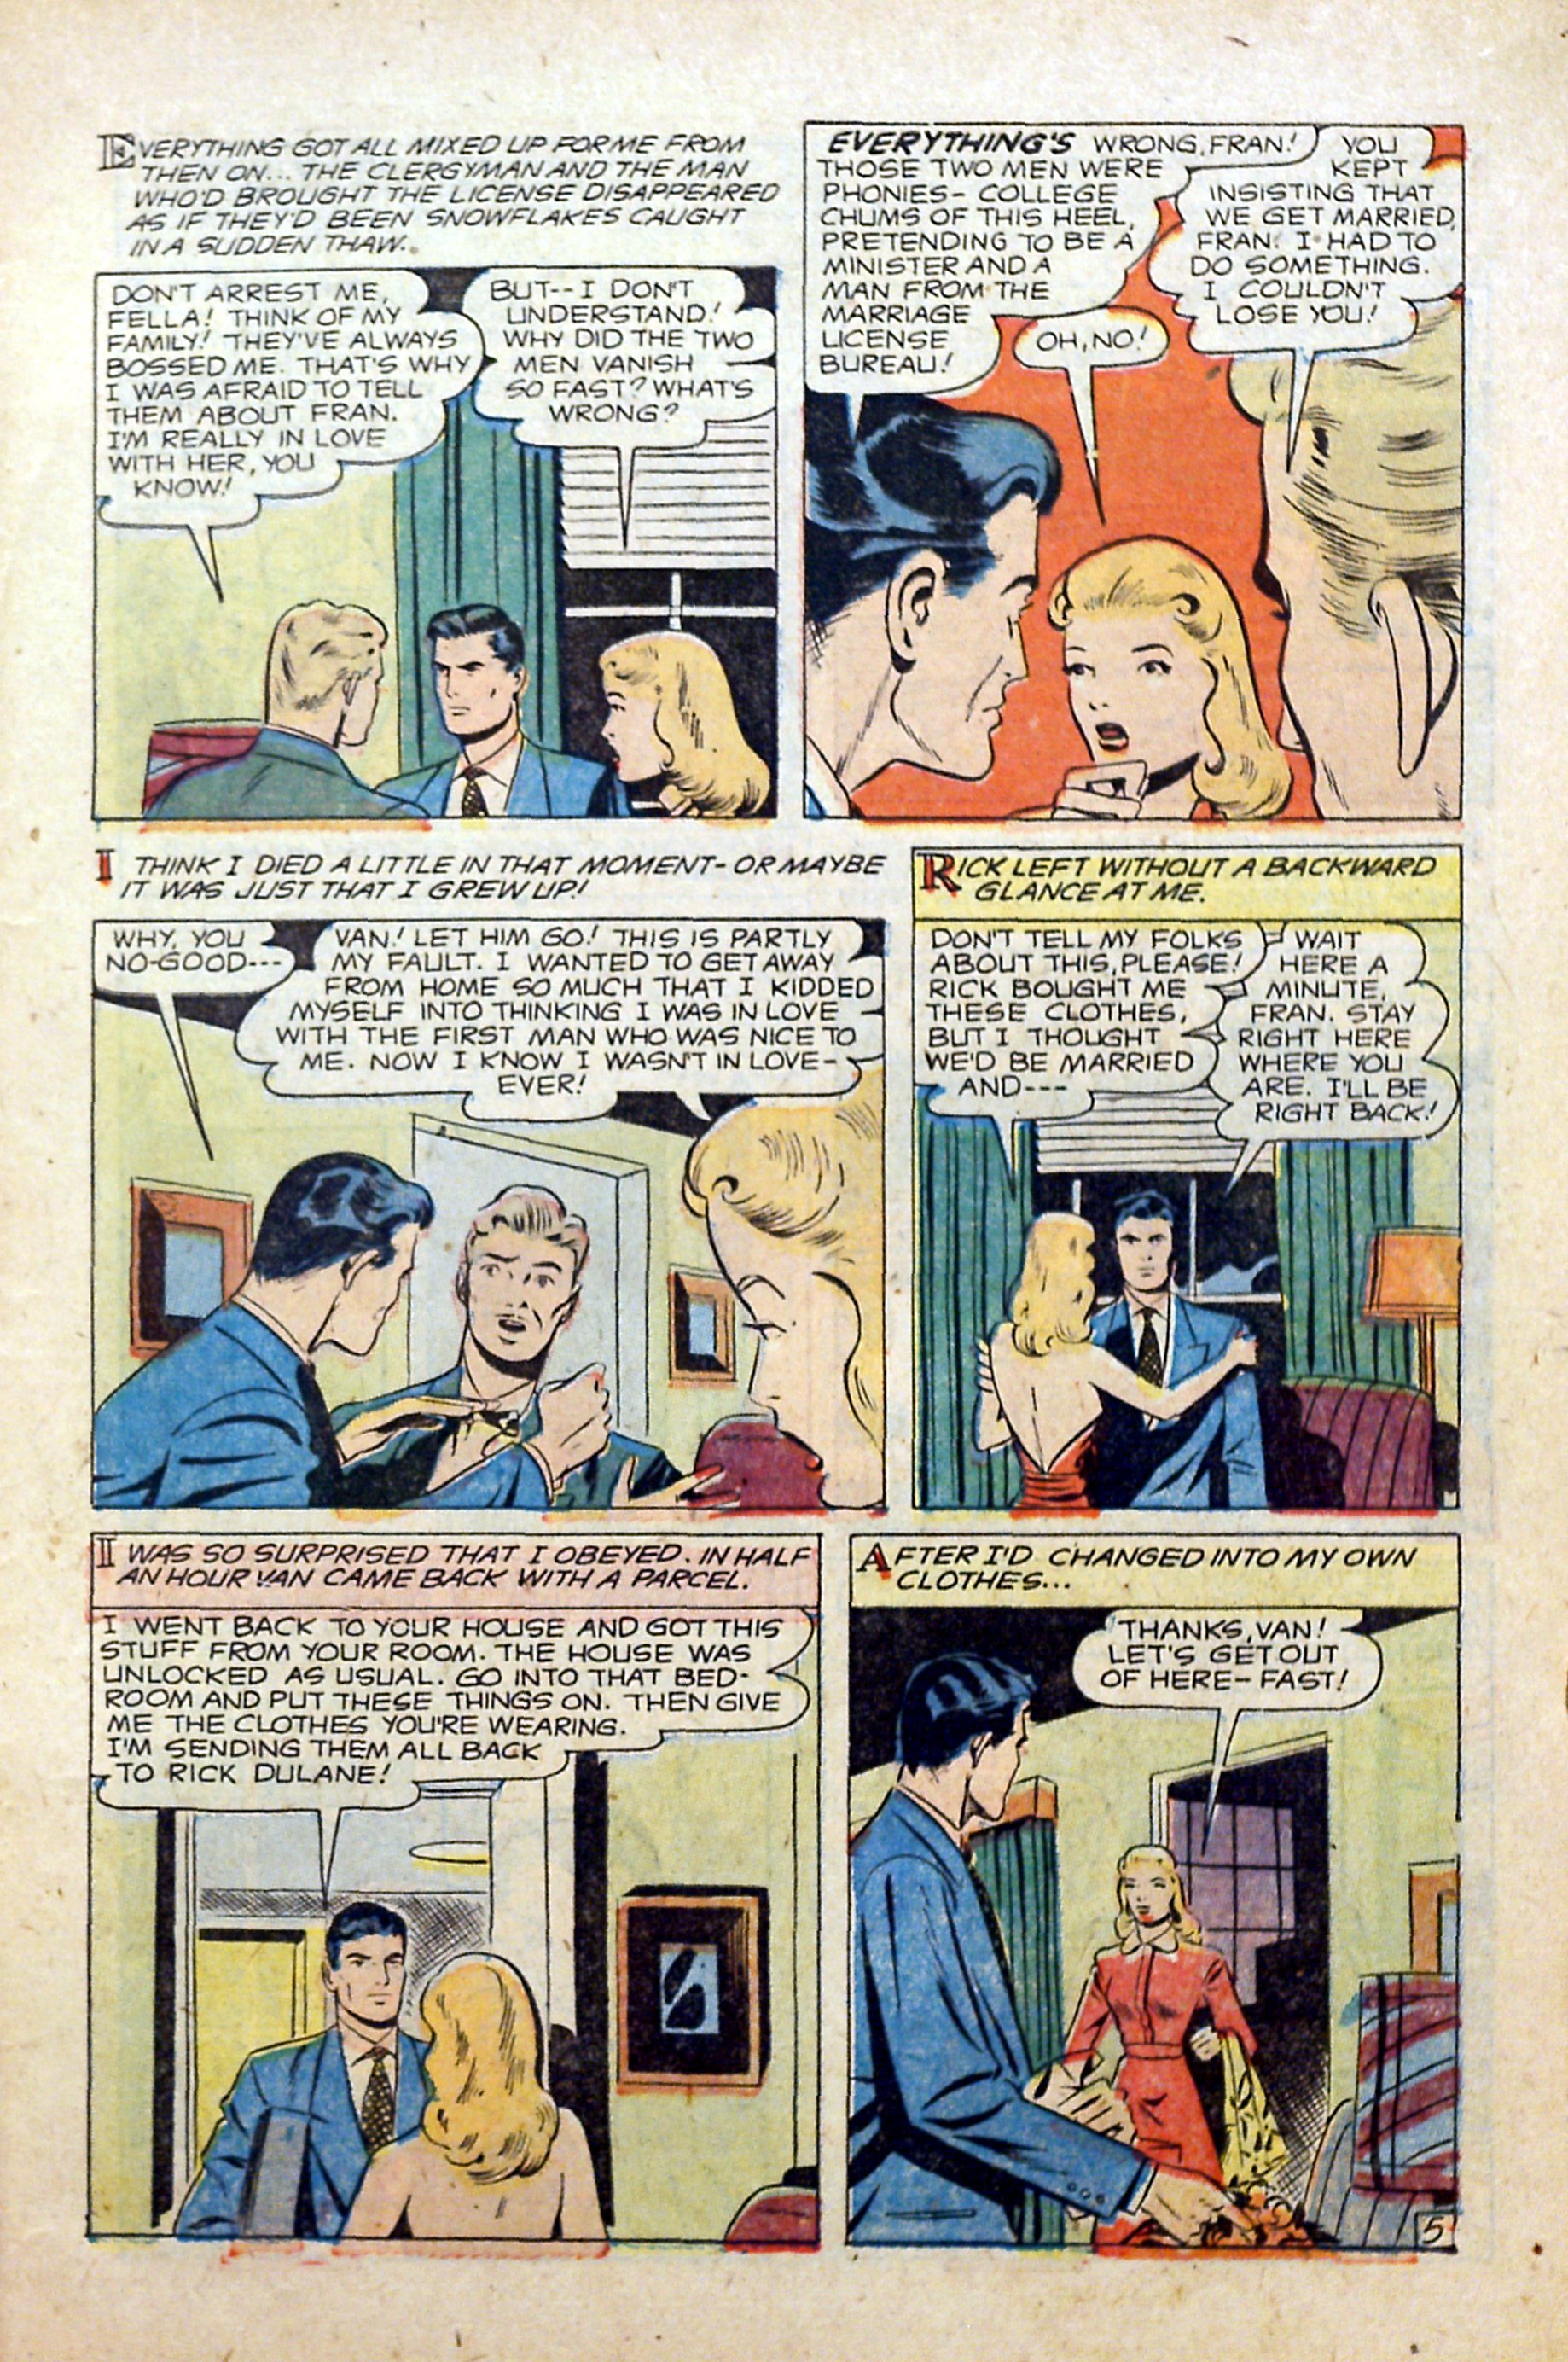 EVERYTHING GOT ALL MIXED UP FOR ME FROM
THEN ON... THE CLERGYMAN AND THE MAN
WHO'D BROUGHT THE LICENSE DISAPPEARED
AS IF THEY'D BEEN SNOWFLAKES CAUGHT
IN A SUDDEN THAW..
DON'T ARREST ME,
FELLA! THINK OF MY
FAMILY! THEY'VE ALWAYS
BOSSED ME. THAT'S WHY
I WAS AFRAID TO TELL
THEM ABOUT FRAN.
I'M REALLY IN LOVE
WITH HER, YOU
KNOW!
BUT--I DON'T
UNDERSTAND!
WHY DID THE TWO
MEN VANISH
SO FAST? WHAT'S
WRONG?
EVERYTHING'S WRONG, FRAN!
THOSE TWO MEN WERE
PHONIES- COLLEGE
CHUMS OF THIS HEEL,
PRETENDING TO BE A
MINISTER AND A
MAN FROM THE
MARRIAGE
LICENSE
BUREAU!
OH, NO!
YOU
KEPT
INSISTING THAT
WE GET MARRIED,
FRAN. I HAD TO
DO SOMETHING.
I COULDN'T
LOSE YOU!
I THINK I DIED A LITTLE IN THAT MOMENT- OR MAYBE
IT WAS JUST THAT I GREW UP!
WHY, YOU
NO-GOOD---
VAN! LET HIM GO! THIS IS PARTLY
MY FAULT. I WANTED TO GET AWAY
FROM HOME SO MUCH THAT I KIDDED
MYSELF INTO THINKING I WAS IN LOVE
WITH THE FIRST MAN WHO WAS NICE TO
ME. NOW I KNOW I WASN'T IN LOVE-
EVER!
RICK LEFT WITHOUT A BACKWARD
GLANCE AT ME.
DON'T TELL MY FOLKS
ABOUT THIS, PLEASE!
RICK BOUGHT ME
THESE CLOTHES,
BUT I THOUGHT
WE'D BE MARRIED
AND---
WAIT
HERE A
MINUTE,
FRAN. STAY
RIGHT HERE
WHERE YOU
ARE. I'LL BE
RIGHT BACK!
I WAS SO SURPRISED THAT I OBEYED. IN HALF
AN HOUR VAN CAME BACK WITH A PARCEL.
I WENT BACK TO YOUR HOUSE AND GOT THIS
STUFF FROM YOUR ROOM. THE HOUSE WAS
UNLOCKED AS USUAL. GO INTO THAT BED-
ROOM AND PUT THESE THINGS ON. THEN GIVE
ME THE CLOTHES YOU'RE WEARING.
I'M SENDING THEM ALL BACK
TO RICK DULANE!
AFTER I'D CHANGED INTO MY OWN
CLOTHES...
THANKS, VAN!
LET'S GET OUT
OF HERE- FAST!
5